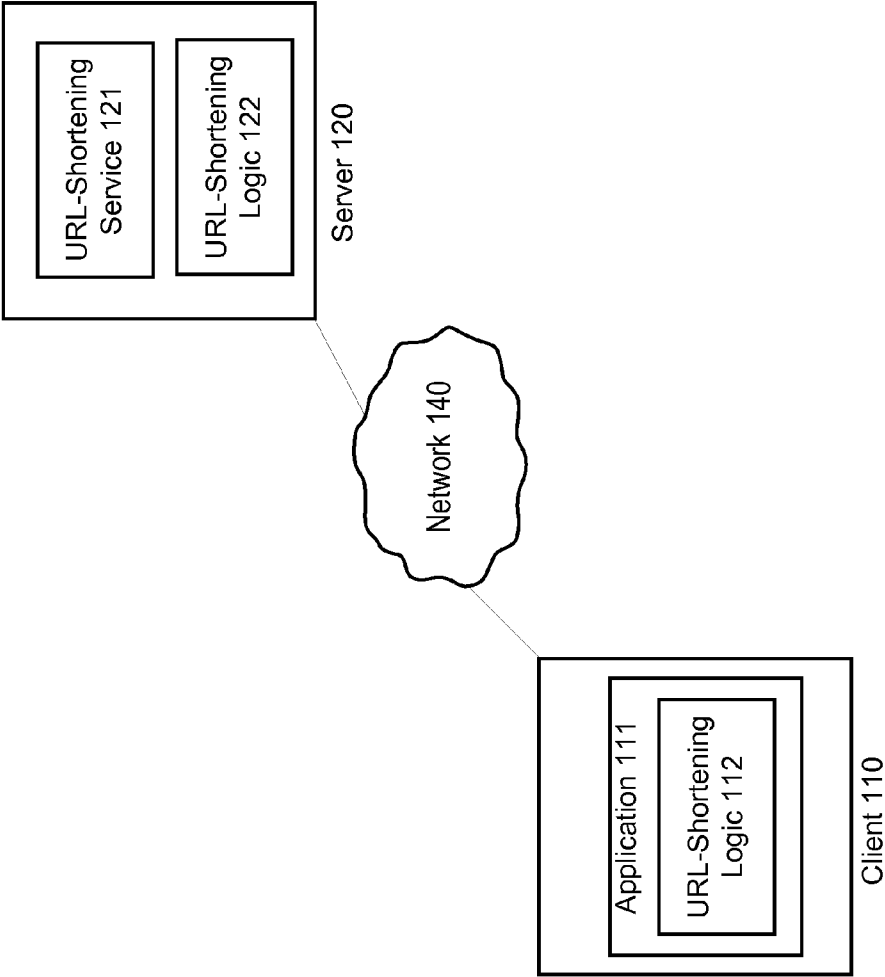 URL-Shortening
Service 121
URL-Shortening
Logic 122
Server 120
Network 140
Application 111
URL-Shortening
Logic 112
Client 110